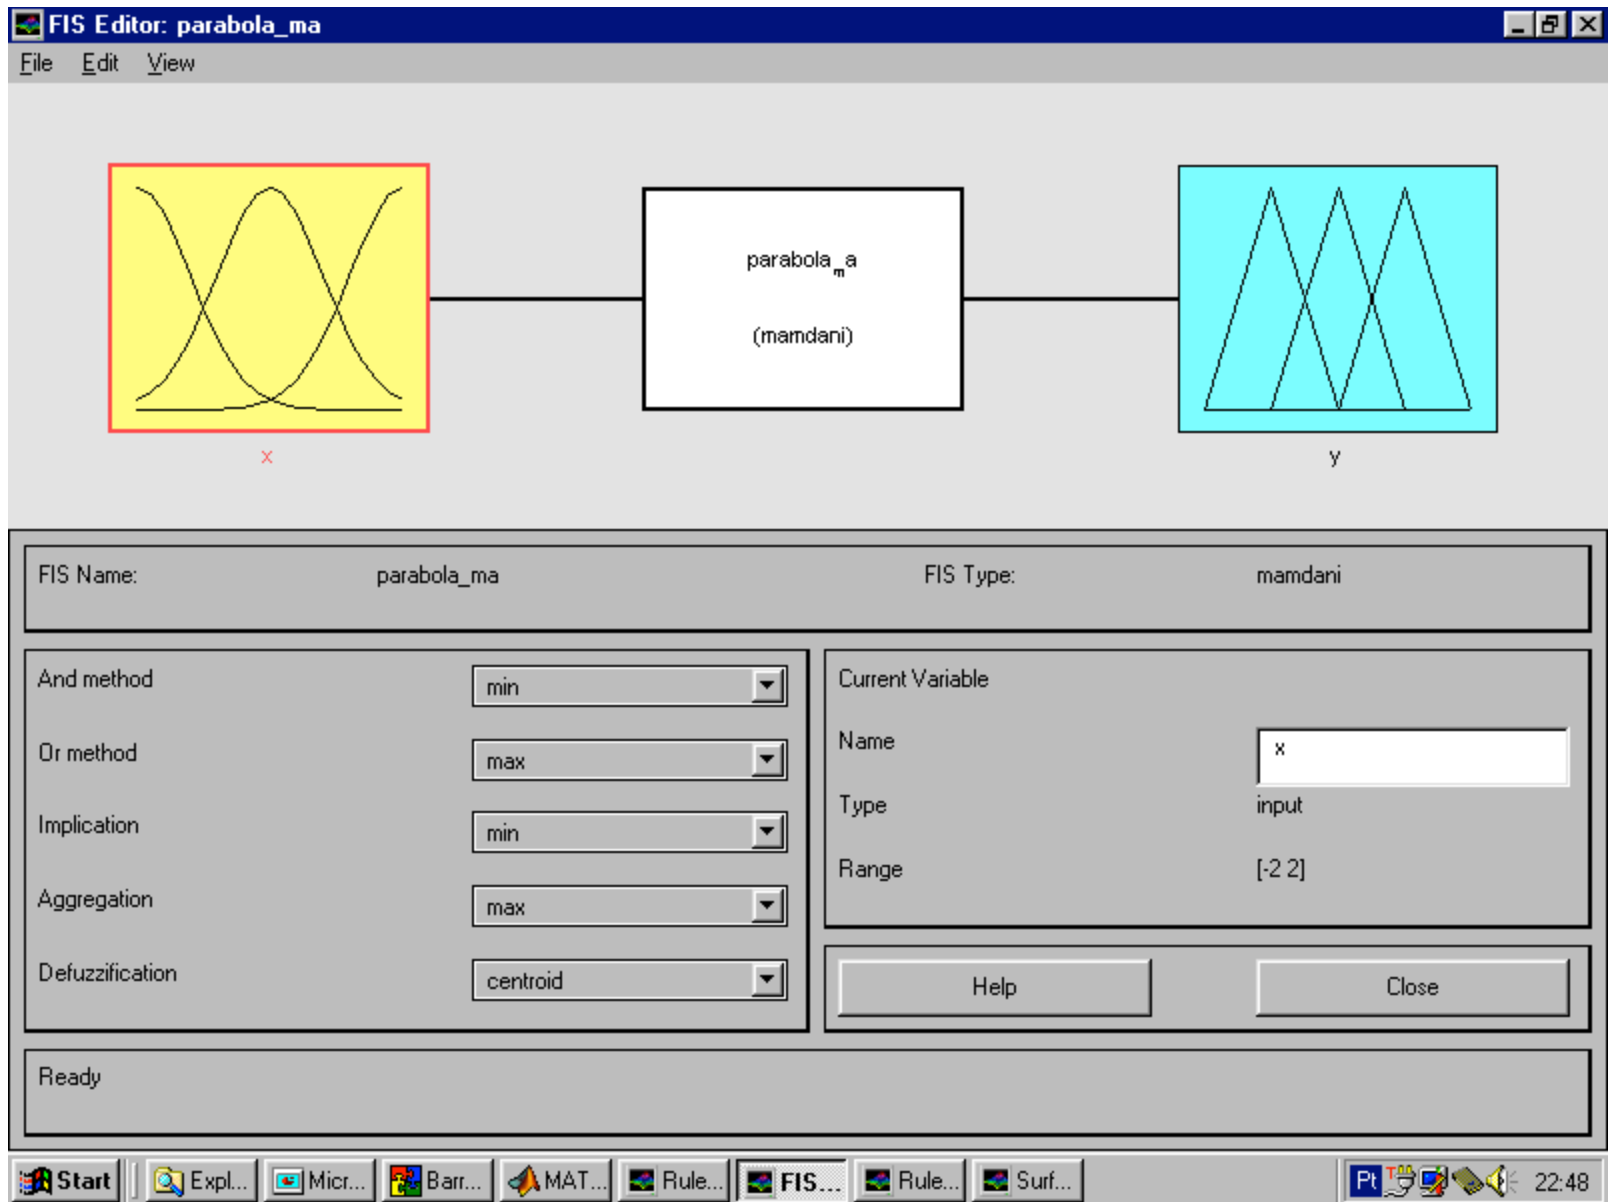 FIS Editor: parabola_ma
File Edit View
parabola_ma
(mamdani)
x
y
FIS Name: parabola_ma FIS Type: mamdani
And method min
Or method max
Implication min
Aggregation max
Defuzzification centroid
Current Variable
Name x
Type input
Range [-2 2]
Help Close
Ready
Start Expl... Micr... Barr... MAT... Rule... FIS... Rule... Surf... Pt 22:48